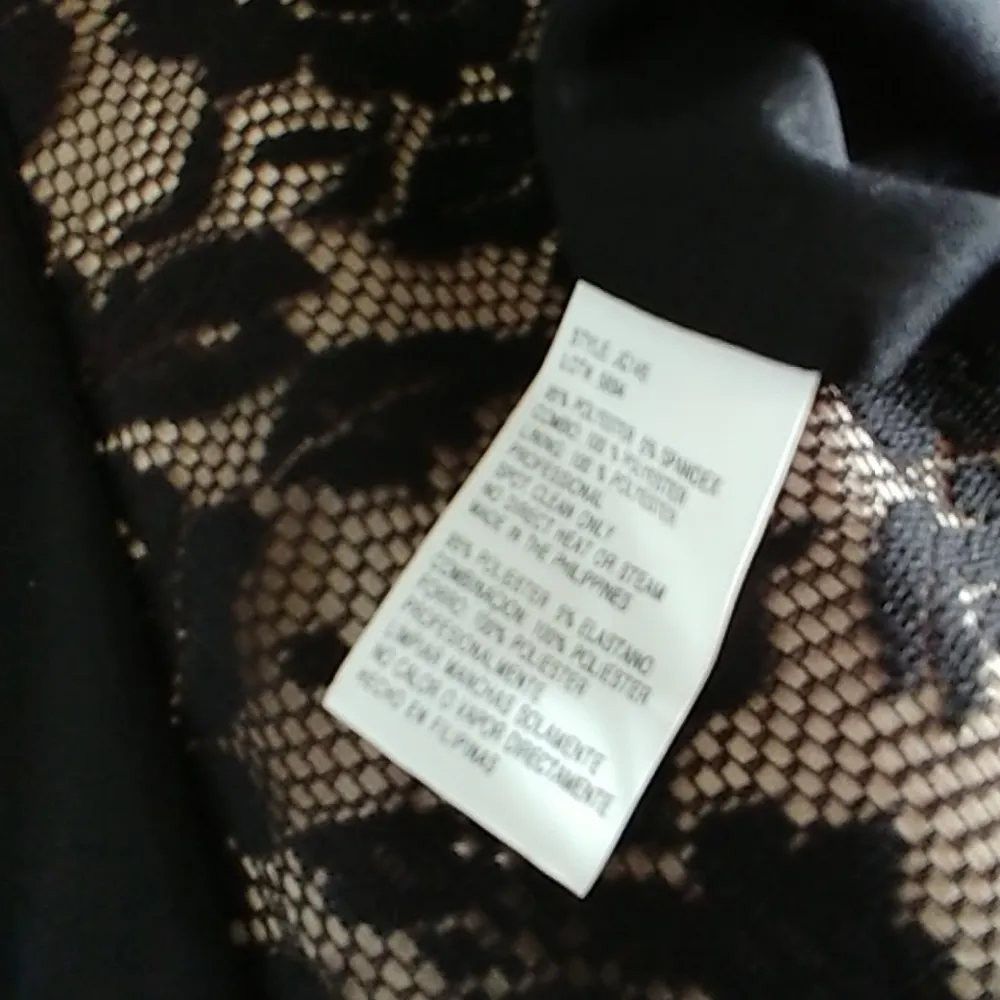 STYLE
LOT#
95% POLYESTER 5% SPANDEX
COMBO: 100 % POLYESTER
LINING: 100 % POLYESTER
PROFESSIONAL
SPOT CLEAN ONLY
NO DIRECT HEAT OR STEAM
MADE IN THE PHILIPPINES
95% POLIESTER 5% ELASTANO
COMBINACION: 100% POLIESTER
FORRO: 100% POLIESTER
PROFESIONALMENTE
LIMPIAR MANCHAS SOLAMENTE
NO CALOR O VAPOR DIRECTAMENTE
HECHO EN FILIPINAS